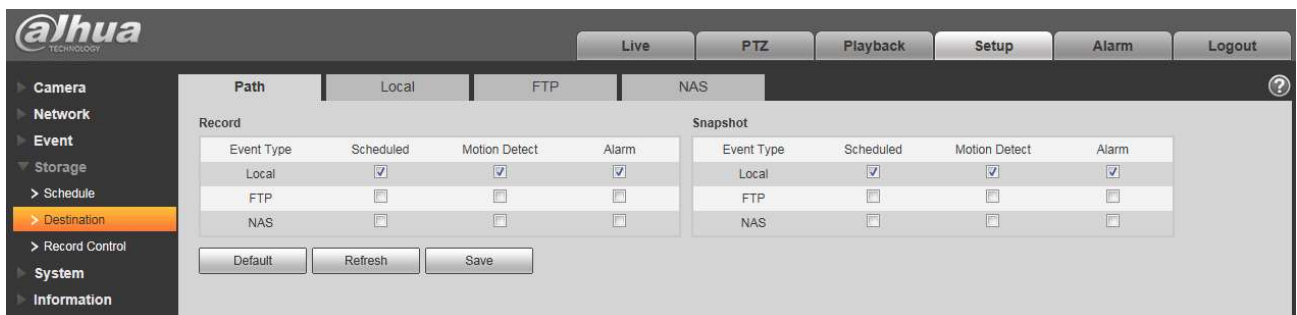 alhua
TECHNOLOGY
Live PTZ Playback Setup Alarm Logout
Camera
Network
Event
Storage
> Schedule
> Destination
> Record Control
System
Information
Path Local FTP NAS ?
Record
Event Type Scheduled Motion Detect Alarm
Local
FTP
NAS
Snapshot
Event Type Scheduled Motion Detect Alarm
Local
FTP
NAS
Default Refresh Save